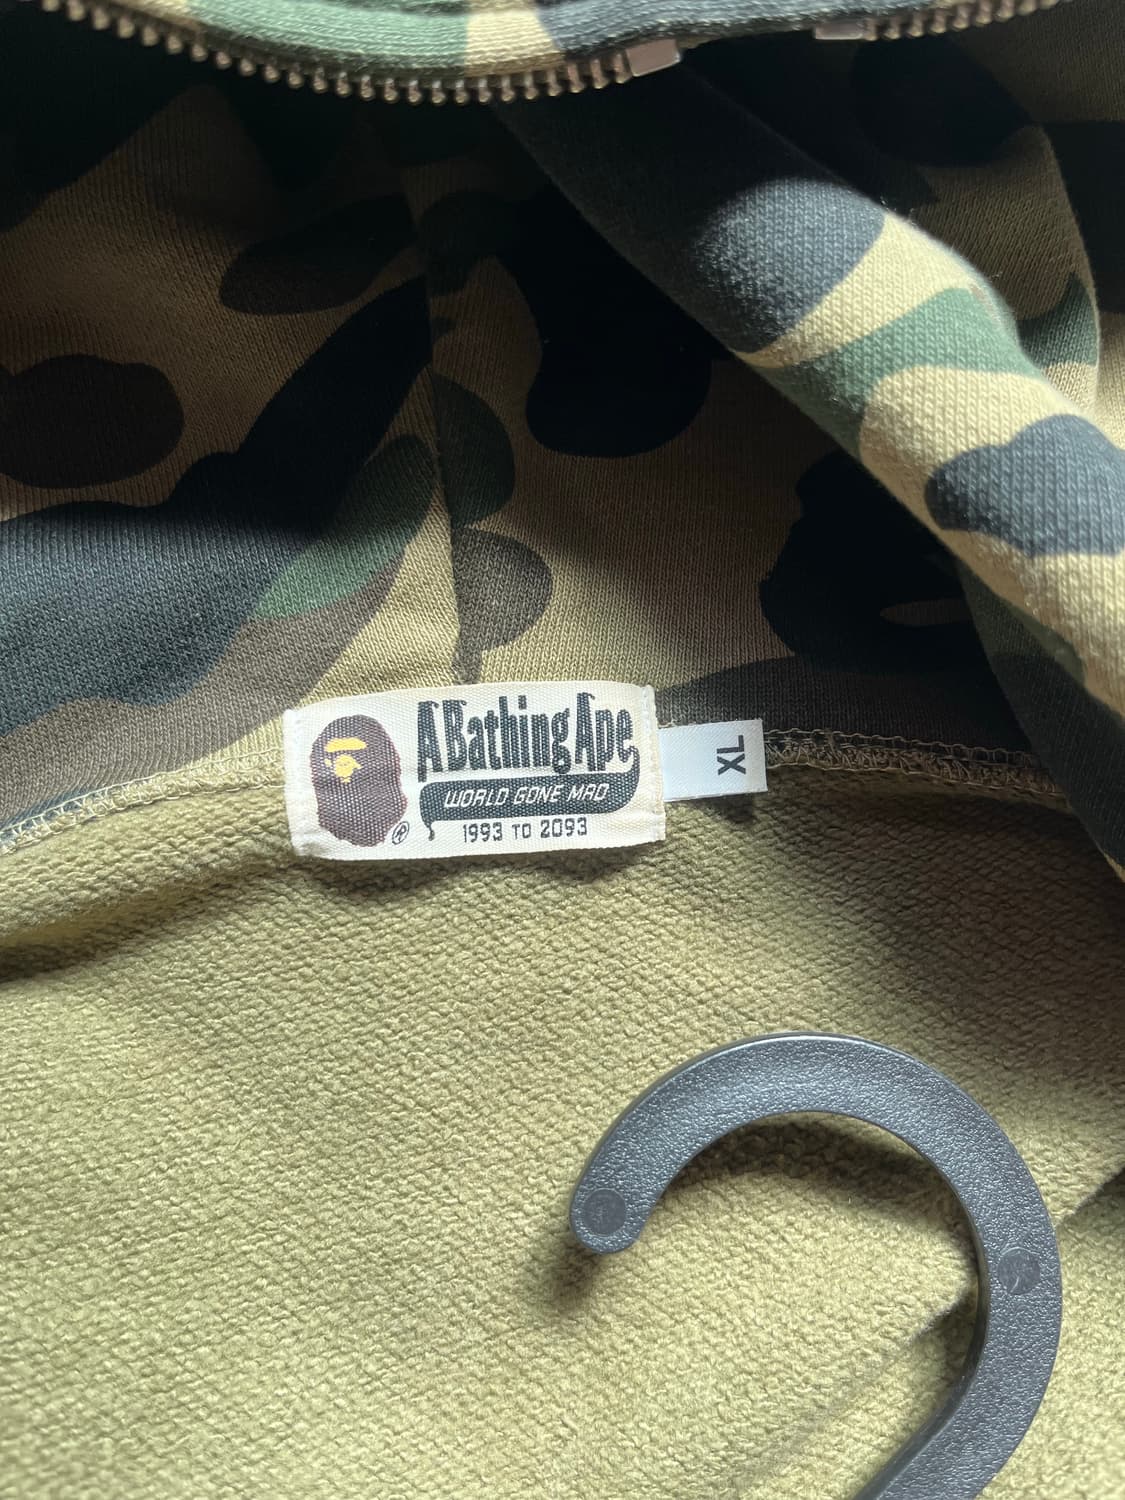 A Bathing Ape
WORLD GONE MAD
1993 TO 2093
®
XL